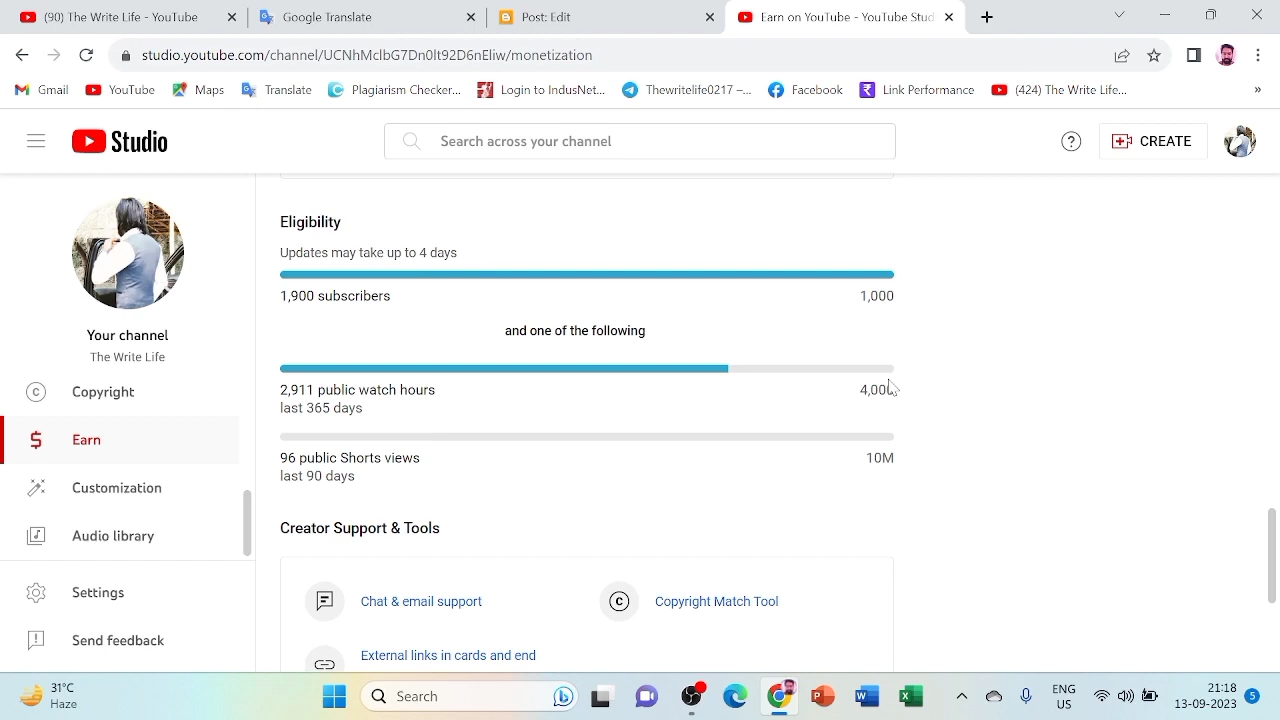 30) The Write Life - YouTube
Google Translate
Post: Edit
Earn on YouTube - YouTube Stud
studio.youtube.com/channel/UCNhMclbG7Dn0lt92D6nEliw/monetization
Gmail
YouTube
Maps
Translate
Plagiarism Checker...
Login to IndusNet...
Thewritelife0217 –...
Facebook
Link Performance
(424) The Write Life...
»
Studio
Search across your channel
CREATE
Your channel
The Write Life
Copyright
Earn
Customization
Audio library
Settings
Send feedback
Eligibility
Updates may take up to 4 days
1,900 subscribers
1,000
and one of the following
2,911 public watch hours
4,000
last 365 days
96 public Shorts views
10M
last 90 days
Creator Support & Tools
Chat & email support
Copyright Match Tool
External links in cards and end
31°C
Haze
Search
ENG
US
21:18
13-09-2023
5